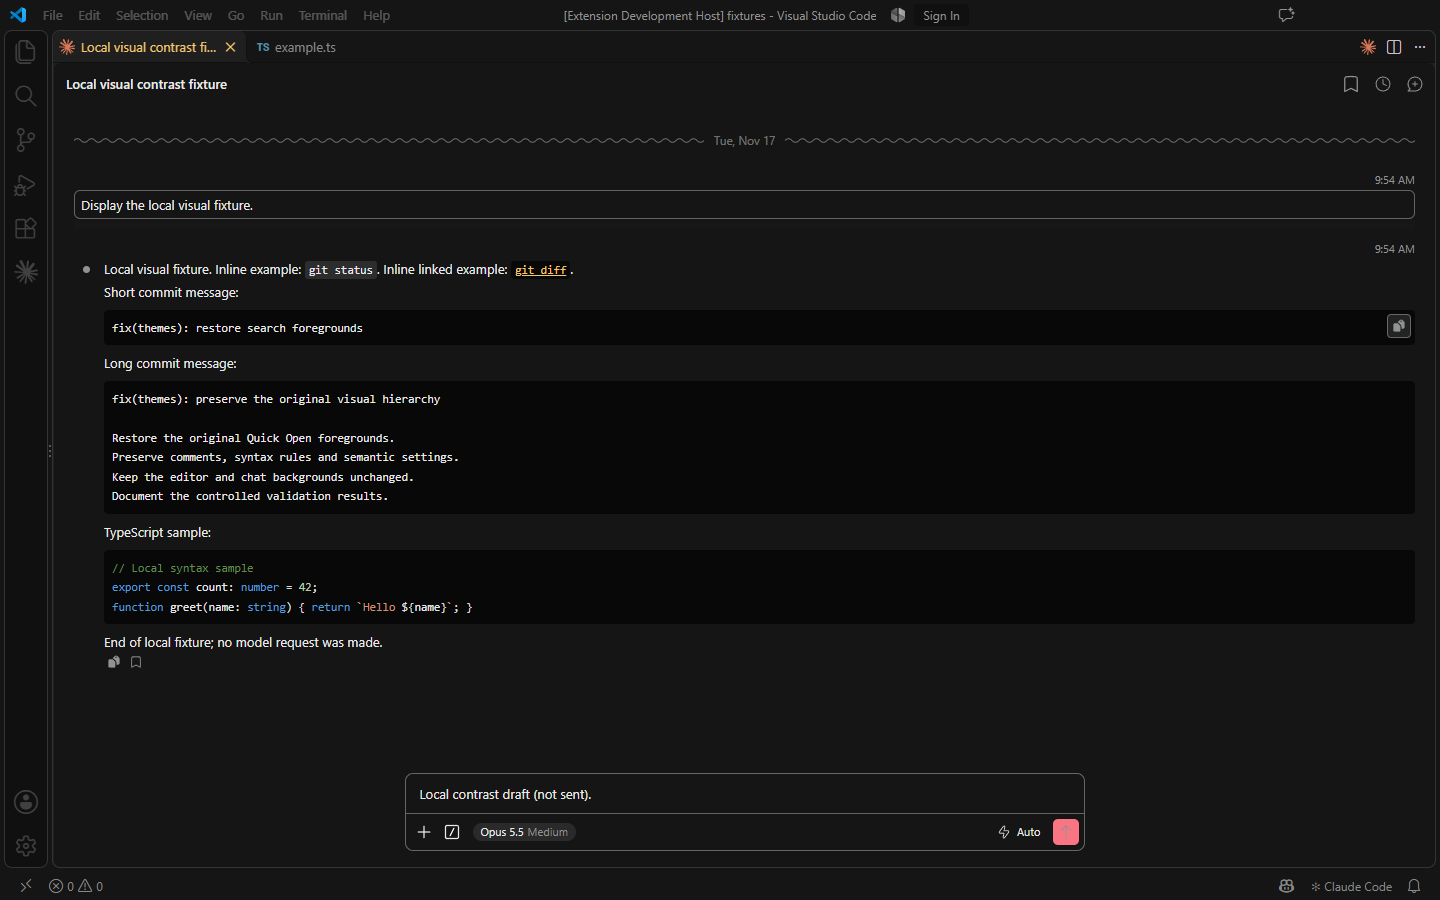 File Edit Selection View Go Run Terminal Help
[Extension Development Host] fixtures - Visual Studio Code
Sign In
Local visual contrast fi...
TS example.ts
Local visual contrast fixture
Tue, Nov 17
9:54 AM
Display the local visual fixture.
9:54 AM
Local visual fixture. Inline example: git status. Inline linked example: git diff.
Short commit message:
fix(themes): restore search foregrounds
Long commit message:
fix(themes): preserve the original visual hierarchy
Restore the original Quick Open foregrounds.
Preserve comments, syntax rules and semantic settings.
Keep the editor and chat backgrounds unchanged.
Document the controlled validation results.
TypeScript sample:
// Local syntax sample
export const count: number = 42;
function greet(name: string) { return `Hello ${name}`; }
End of local fixture; no model request was made.
Local contrast draft (not sent).
Opus 5.5 Medium
Auto
0 0
Claude Code